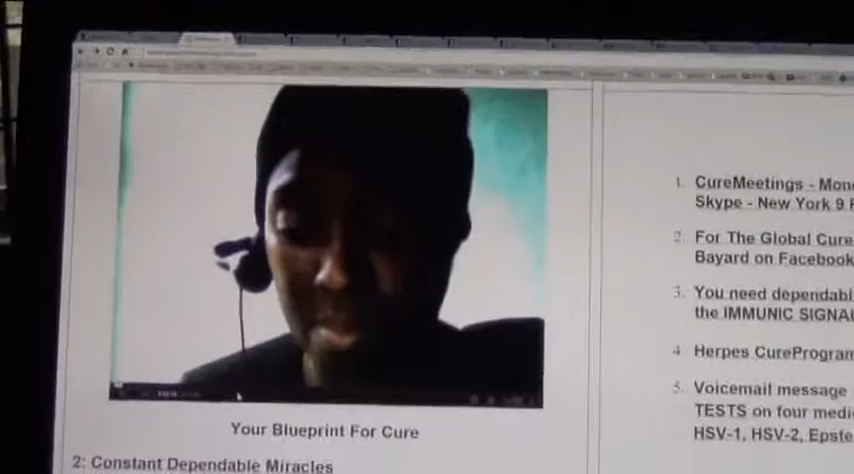 Your Blueprint For Cure
2: Constant Dependable Miracles
1. CureMeetings - Mon
Skype - New York 9
2. For The Global Cure
Bayard on Facebook
3. You need dependabl
the IMMUNIC SIGNA
4. Herpes CureProgram
5. Voicemail message
TESTS on four medi
HSV-1, HSV-2, Epste